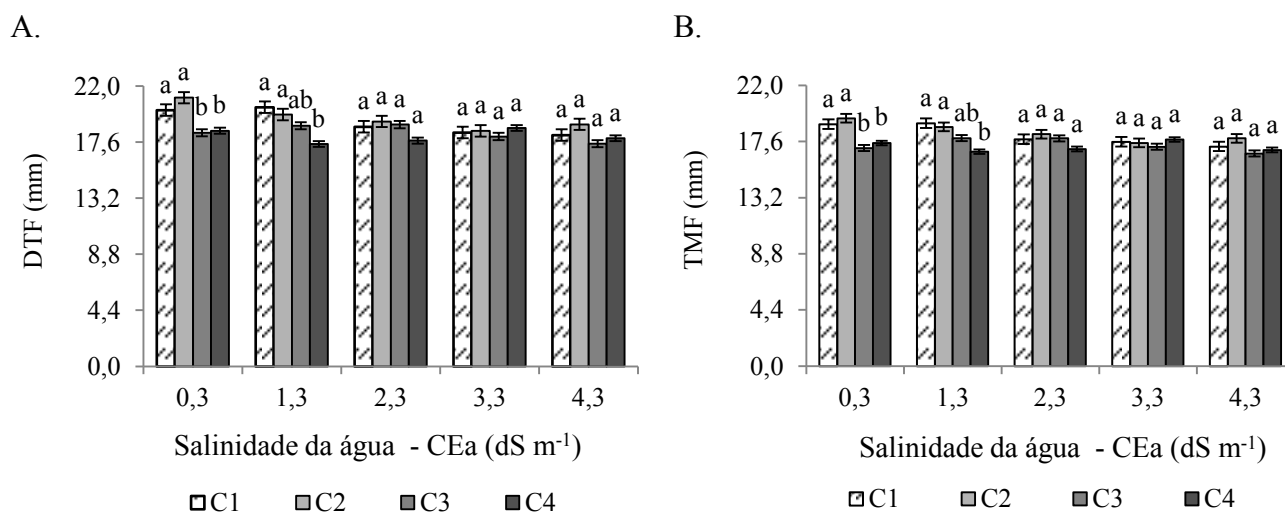 A.
DTF (mm)
22,0
17,6
13,2
8,8
4,4
0,0
a a b b
a a ab b
a a a a
a a a a
a a a a
0,3 1,3 2,3 3,3 4,3
Salinidade da água - CEa (dS m⁻¹)
C1 C2 C3 C4
B.
TMF (mm)
22,0
17,6
13,2
8,8
4,4
0,0
a a b b
a a ab b
a a a a
a a a a
a a a a
0,3 1,3 2,3 3,3 4,3
Salinidade da água - CEa (dS m⁻¹)
C1 C2 C3 C4